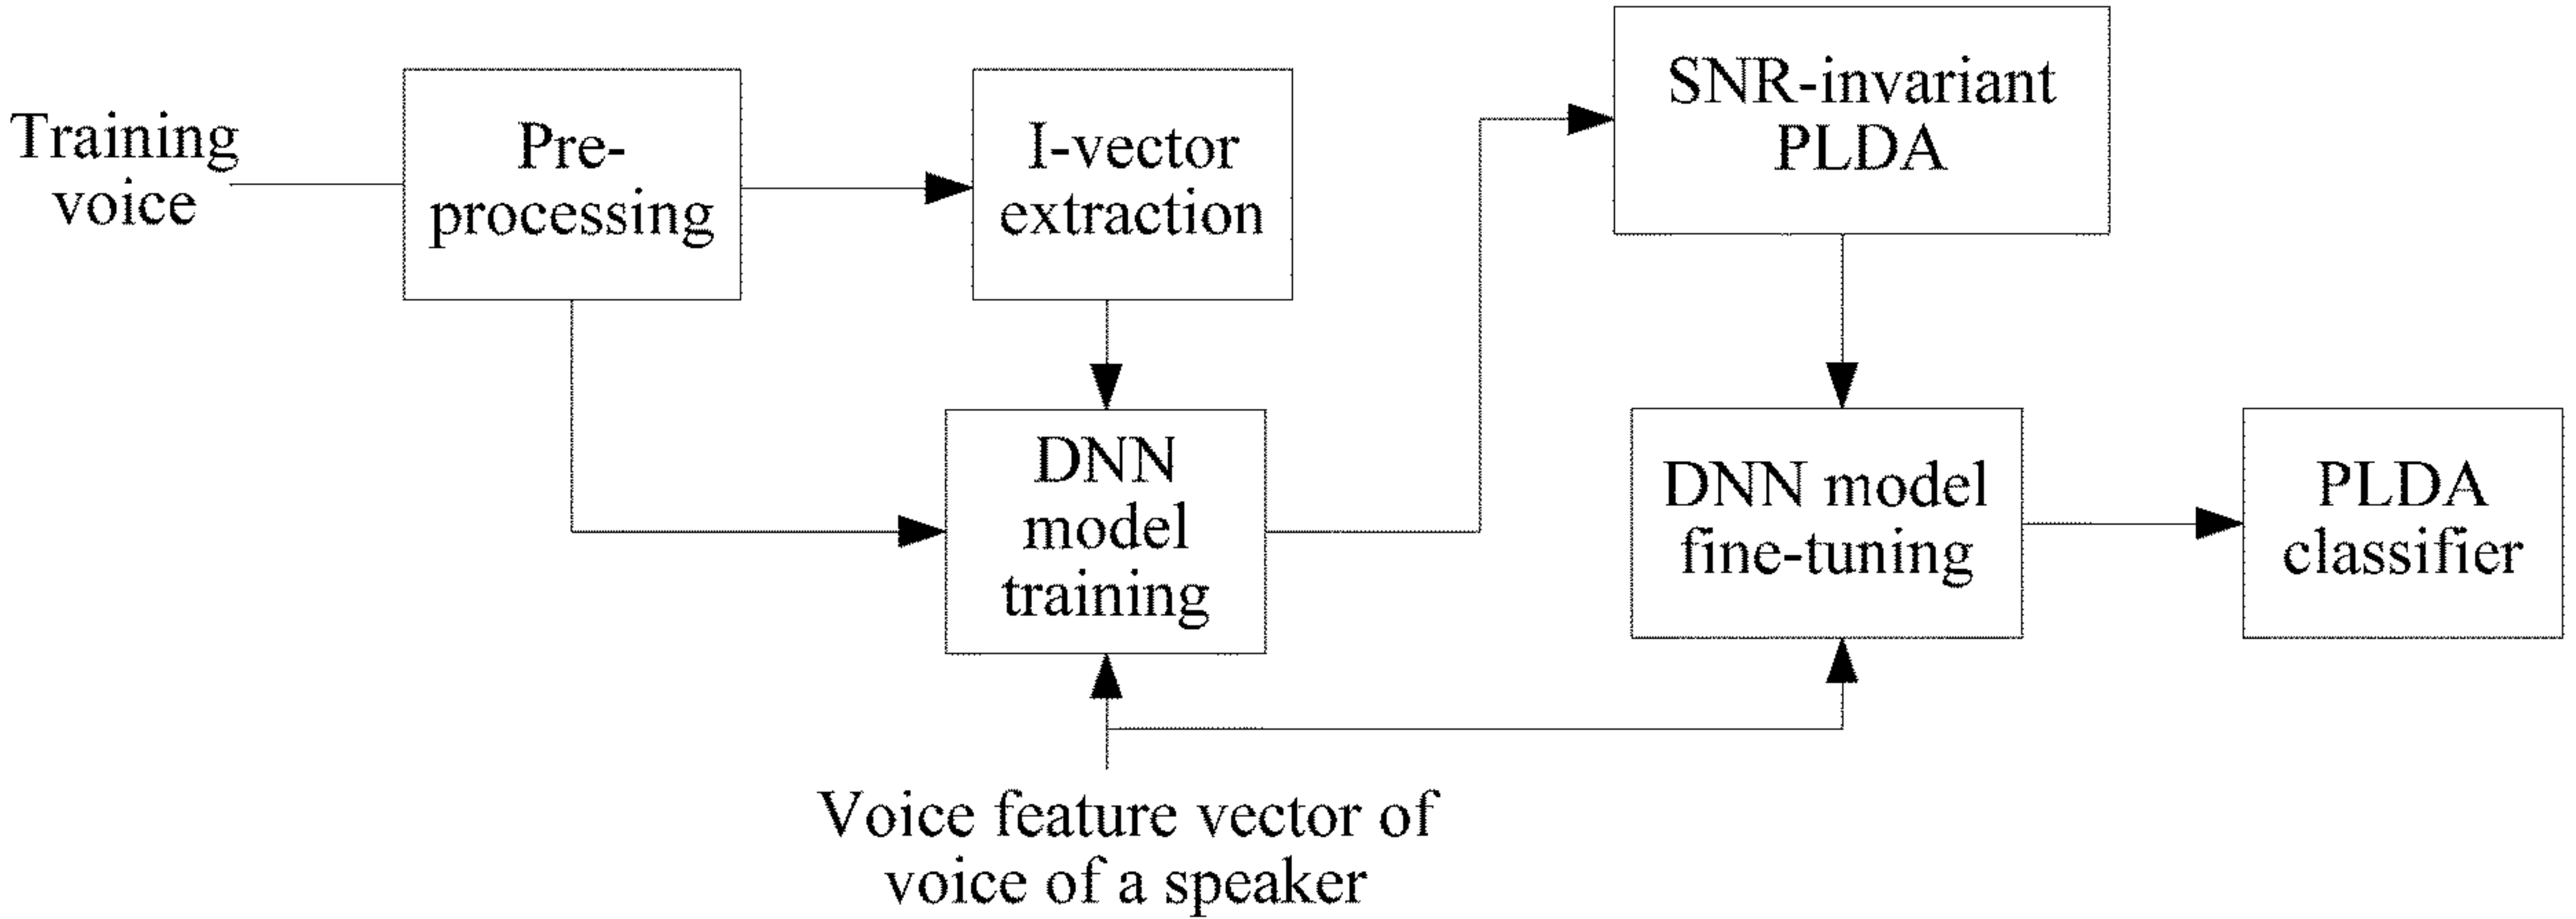 Training
voice
Pre-
processing
I-vector
extraction
SNR-invariant
PLDA
DNN
model
training
DNN model
fine-tuning
PLDA
classifier
Voice feature vector of
voice of a speaker